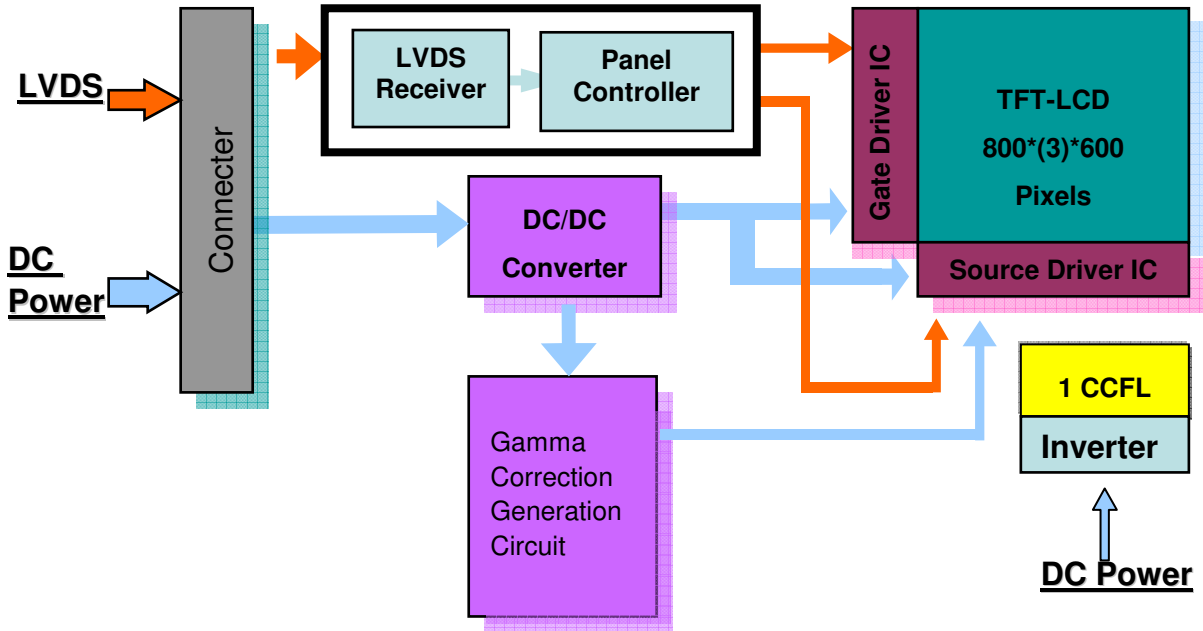 LVDS
DC
Power
Connecter
LVDS
Receiver
Panel
Controller
DC/DC
Converter
Gamma
Correction
Generation
Circuit
Gate Driver IC
TFT-LCD
800*(3)*600
Pixels
Source Driver IC
1 CCFL
Inverter
DC Power